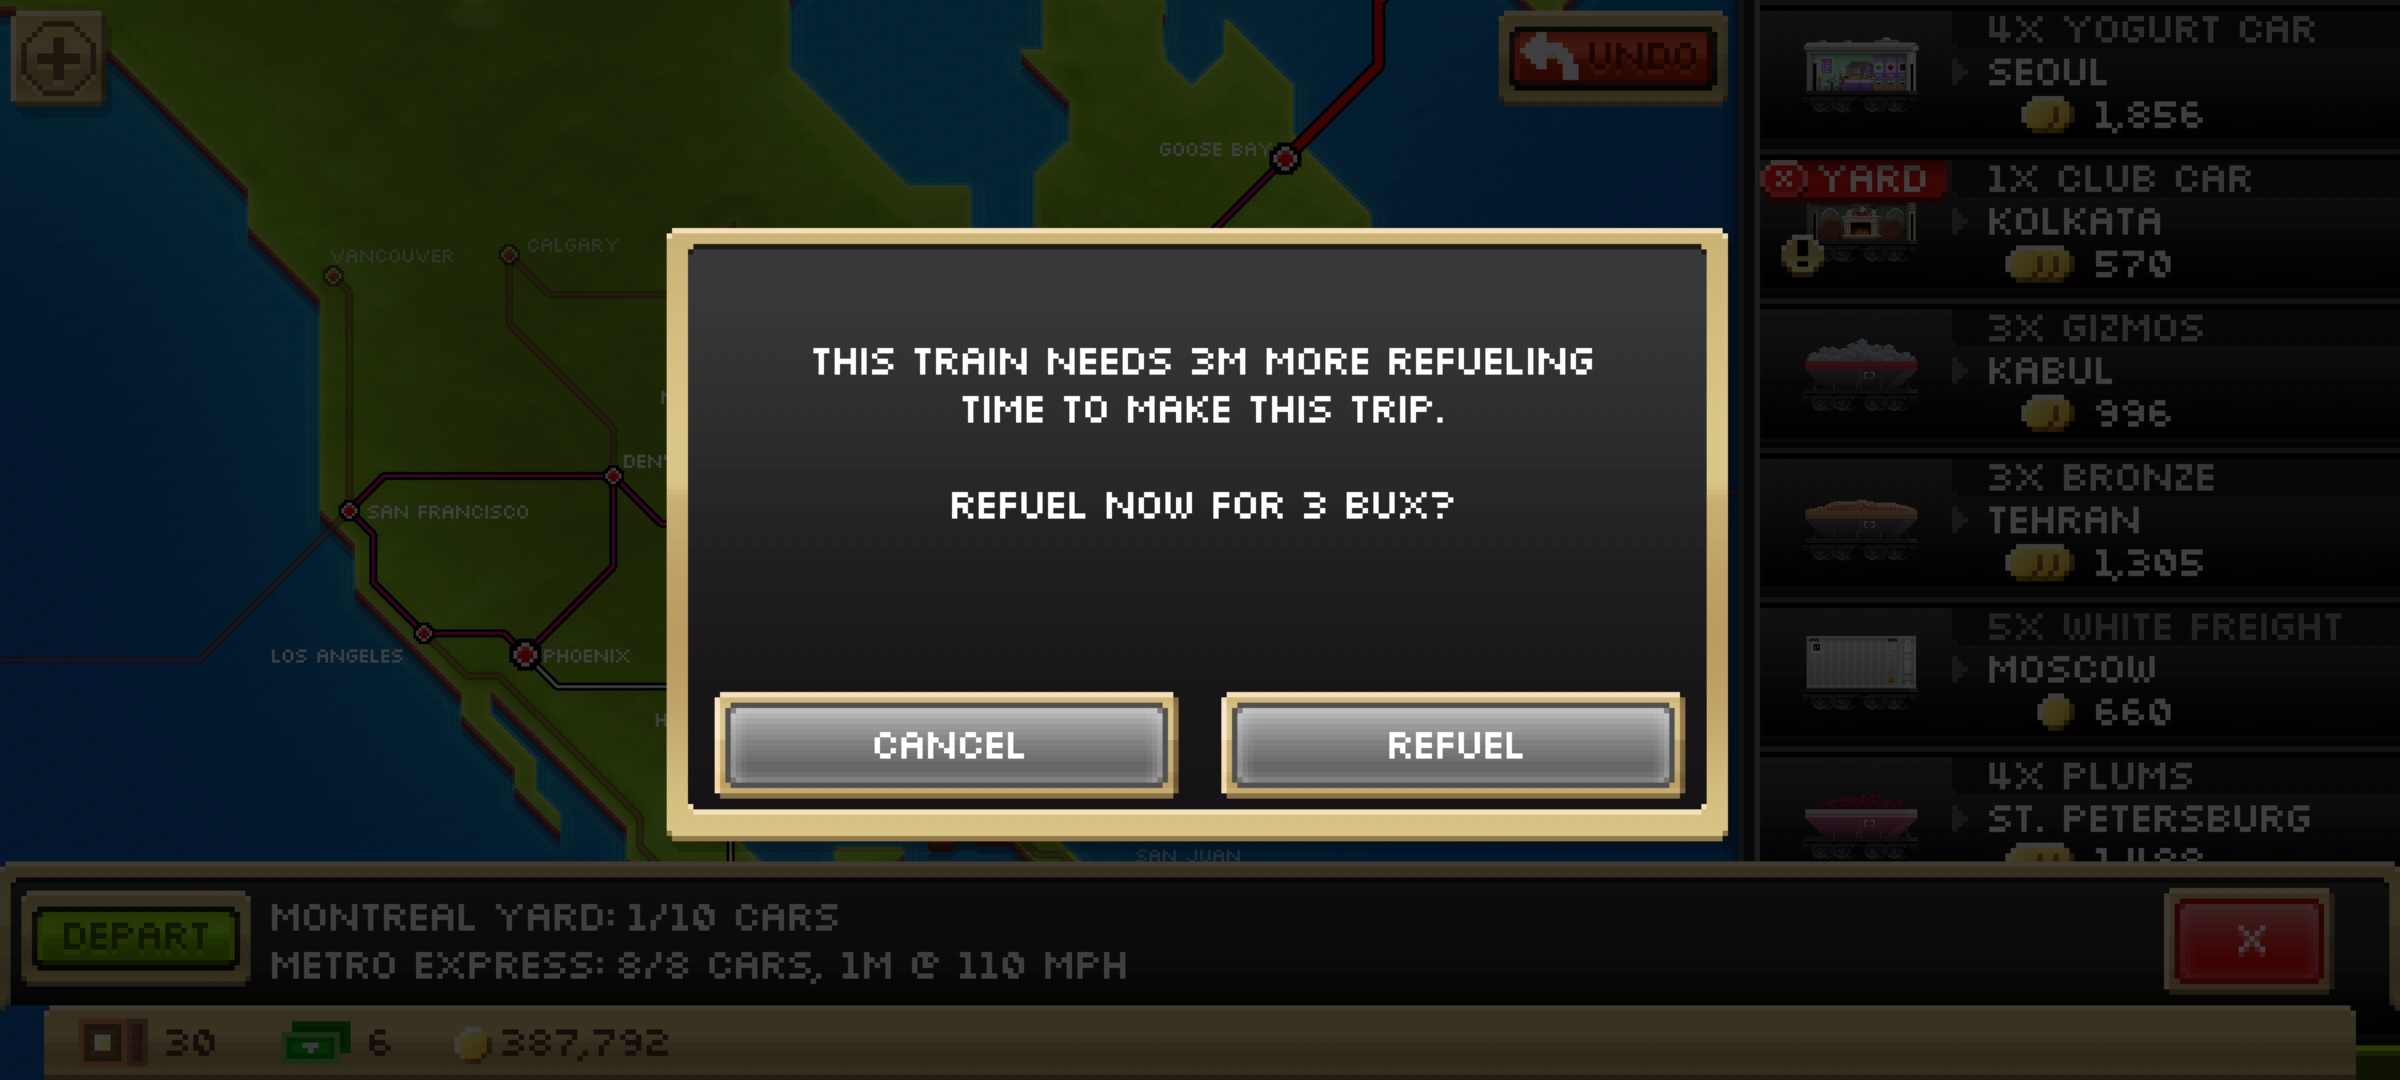 UNDO
GOOSE BAY
VANCOUVER
CALGARY
SAN FRANCISCO
LOS ANGELES
PHOENIX
SAN JUAN
THIS TRAIN NEEDS 3M MORE REFUELING
TIME TO MAKE THIS TRIP.
REFUEL NOW FOR 3 BUX?
CANCEL
REFUEL
4X YOGURT CAR
SEOUL
1,856
YARD
1X CLUB CAR
KOLKATA
570
3X GIZMOS
KABUL
996
3X BRONZE
TEHRAN
1,305
5X WHITE FREIGHT
MOSCOW
660
4X PLUMS
ST. PETERSBURG
DEPART
MONTREAL YARD: 1/10 CARS
METRO EXPRESS: 8/8 CARS, 1M @ 110 MPH
X
30
6
387,792